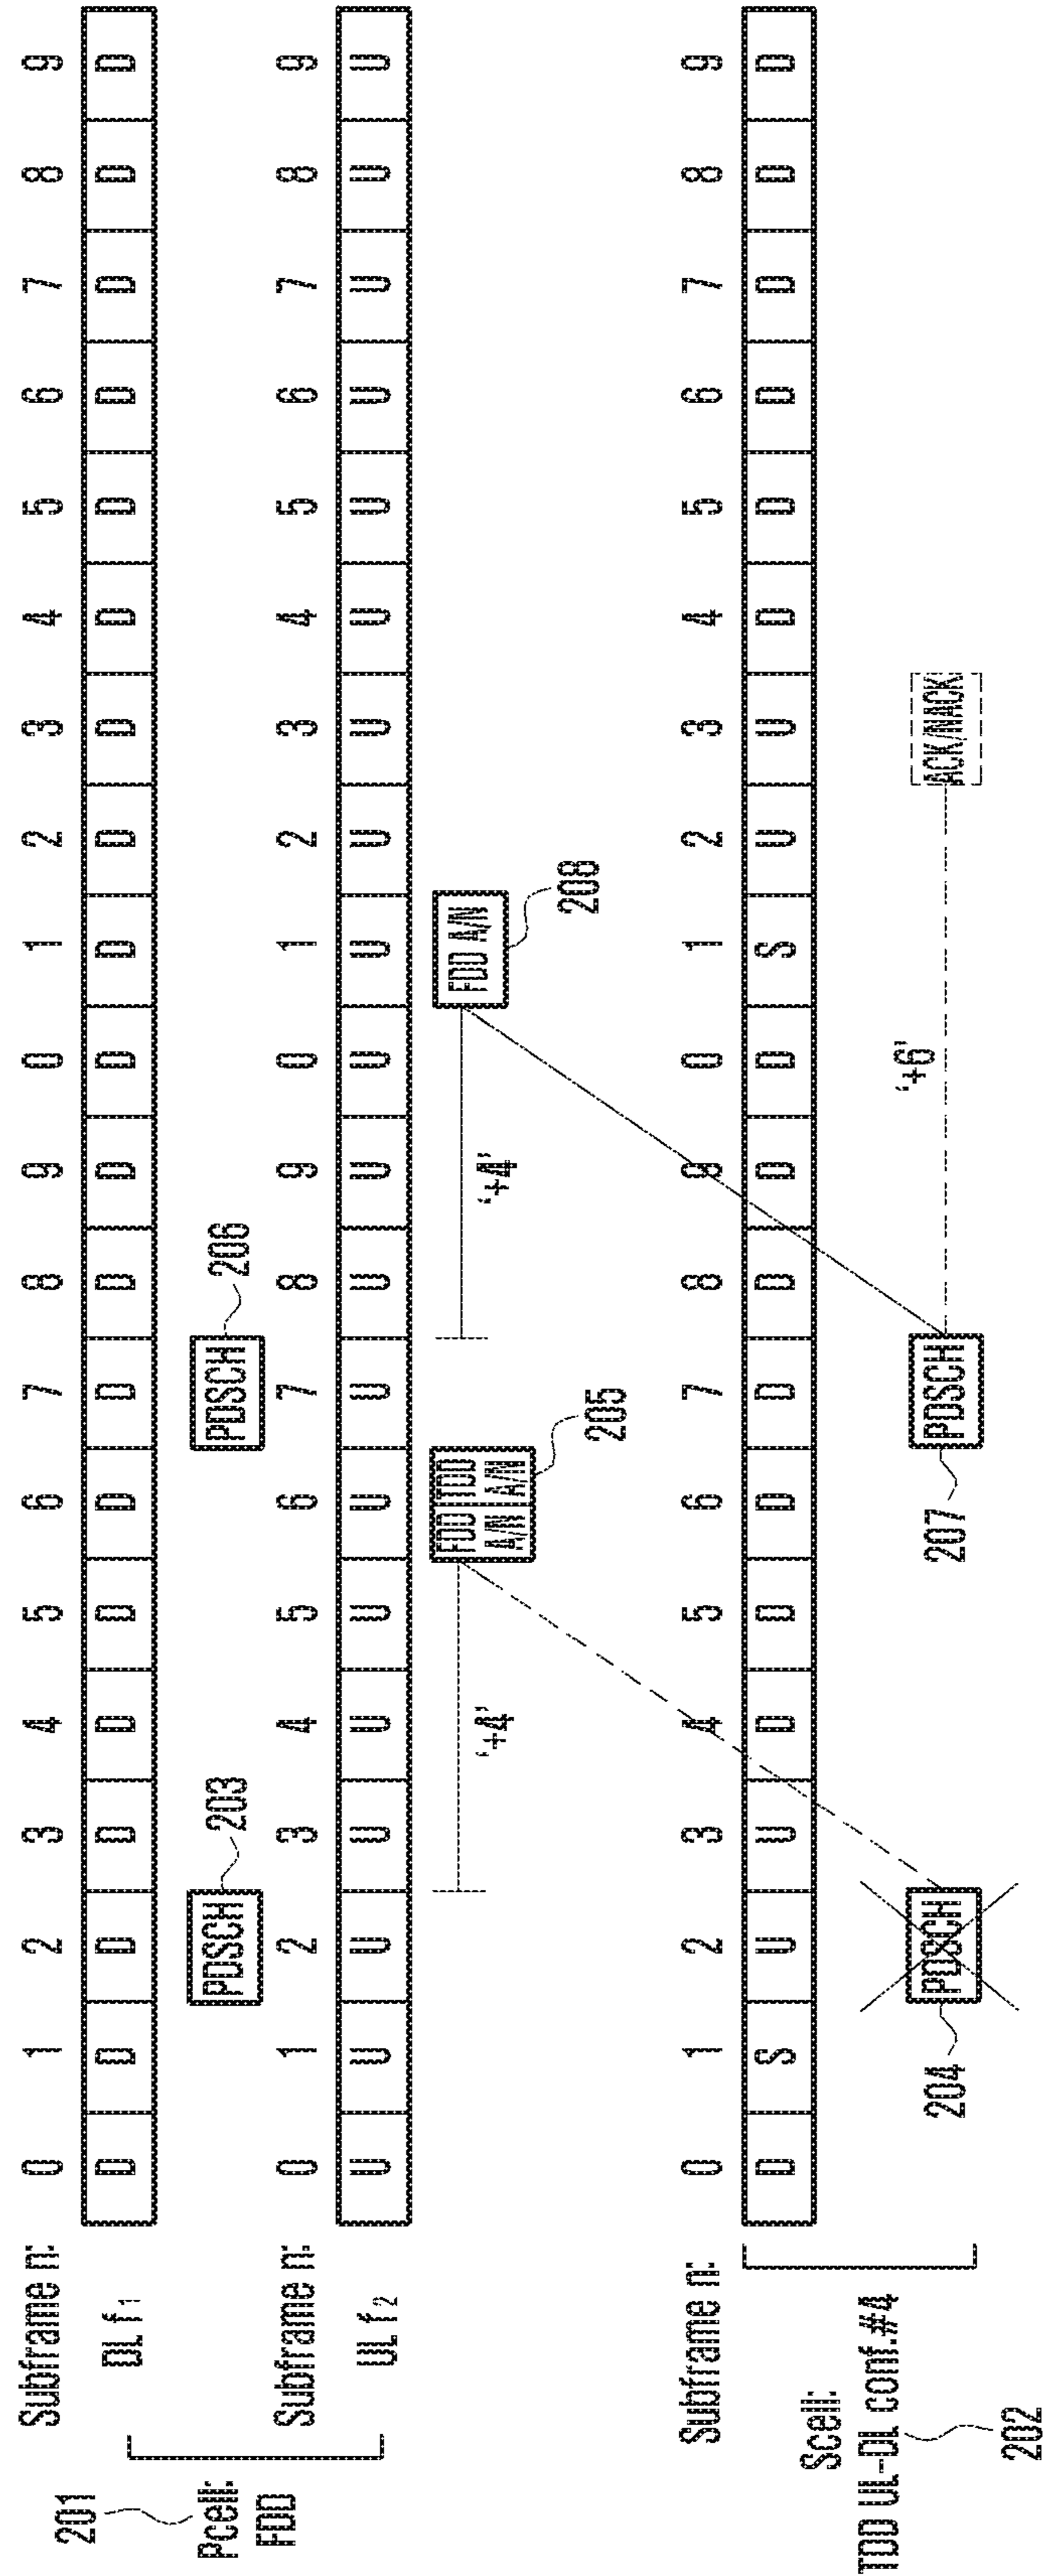 201
Pcell:
FDD
Subframe n: 0 1 2 3 4 5 6 7 8 9 0 1 2 3 4 5 6 7 8 9
DL f1 D D D D D D D D D D D D D D D D D D D D
PDSCH 203 PDSCH 206
Subframe n: 0 1 2 3 4 5 6 7 8 9 0 1 2 3 4 5 6 7 8 9
UL f2 U U U U U U U U U U U U U U U U U U U U
'+4' FDD A/N TDD A/N 205 '+4' FDD A/N 208
Subframe n: 0 1 2 3 4 5 6 7 8 9 0 1 2 3 4 5 6 7 8 9
D S U U D D D D D D D S U U D D D D D D
Scell:
TDD UL-DL conf.#4
202
204 PDSCH 207 PDSCH '+6' ACK/NACK